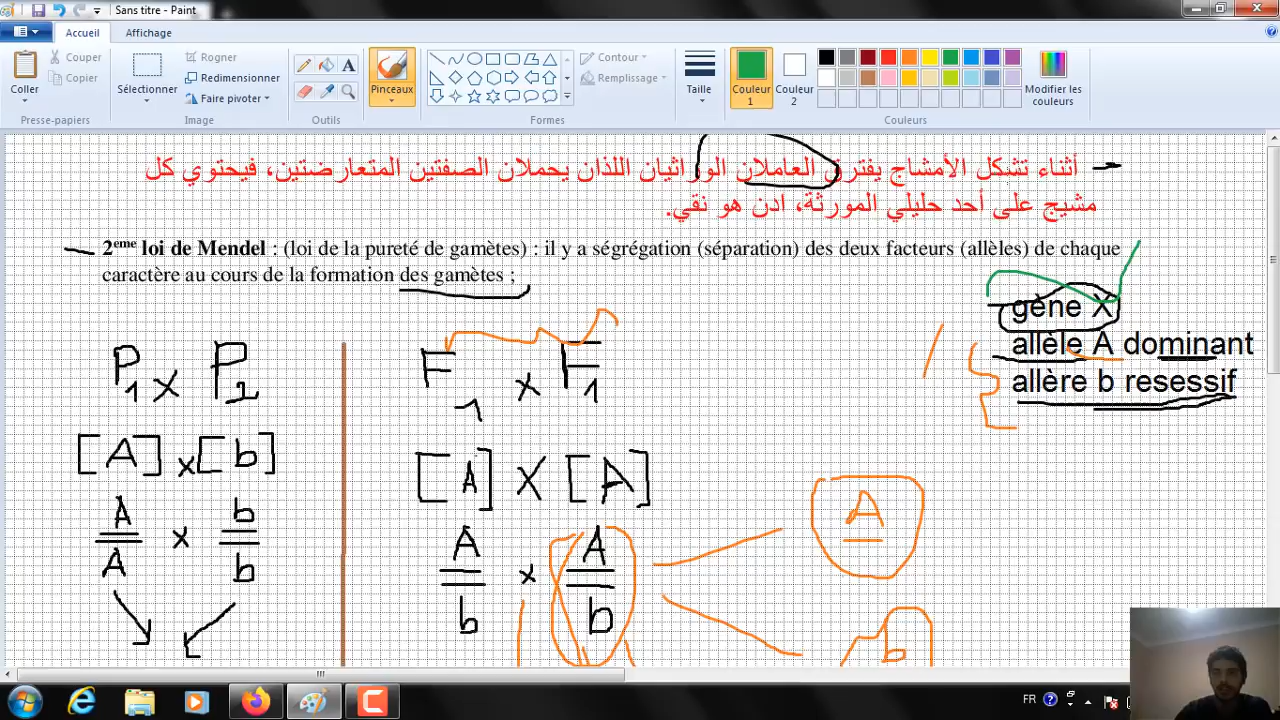 Sans titre - Paint
Accueil
Affichage
Coller
Couper
Copier
Presse-papiers
Sélectionner
Rogner
Redimensionner
Faire pivoter
Image
Outils
Pinceaux
Contour
Remplissage
Formes
Taille
Couleur 1
Couleur 2
Modifier les couleurs
Couleurs
أثناء تشكل الأمشاج يفترق العاملان الوراثيان اللذان يحملان الصفتين المتعارضتين، فيحتوي كل
مشيج على أحد حليلي المورثة، ادن هو نقي.
2eme loi de Mendel : (loi de la pureté de gamètes) : il y a ségrégation (séparation) des deux facteurs (allèles) de chaque
caractère au cours de la formation des gamètes ;
gène X
allèle A dominant
allère b resessif
P1 x P2
[A] x [b]
A x b
A b
F1 x F1
[A] X [A]
A x A
b b
A
b
FR